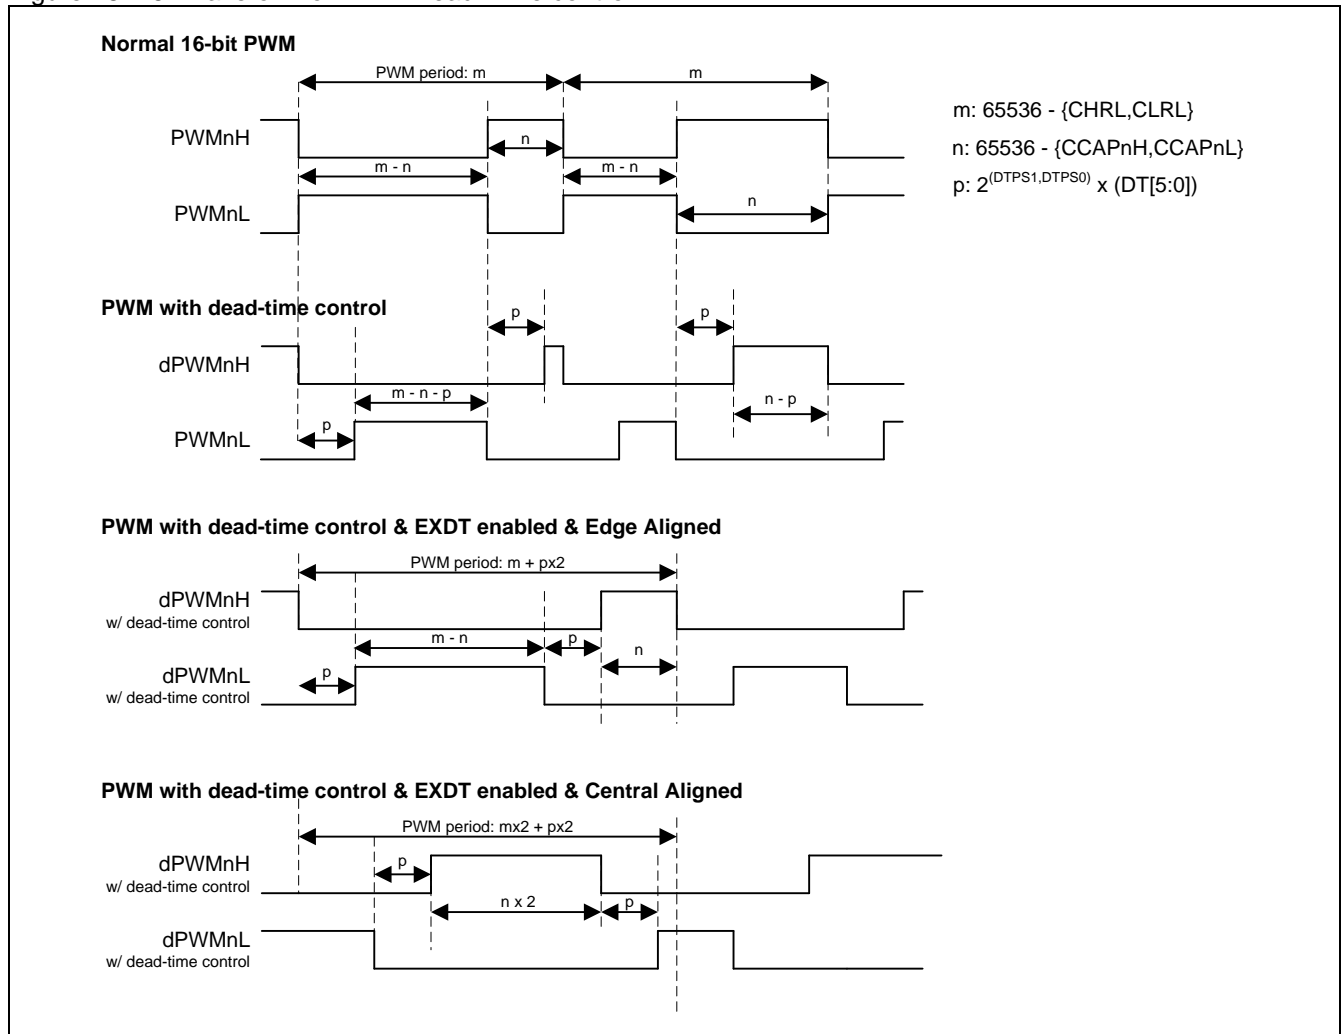 Normal 16-bit PWM
PWM period: m
m
m: 65536 - {CHRL,CLRL}
PWMnH
n
n: 65536 - {CCAPnH,CCAPnL}
m - n
m - n
p: 2^(DTPS1,DTPS0) x (DT[5:0])
PWMnL
n
PWM with dead-time control
p
p
dPWMnH
m - n - p
n - p
p
PWMnL
PWM with dead-time control & EXDT enabled & Edge Aligned
PWM period: m + px2
dPWMnH
w/ dead-time control
m - n
p
n
p
dPWMnL
w/ dead-time control
PWM with dead-time control & EXDT enabled & Central Aligned
PWM period: mx2 + px2
dPWMnH
p
w/ dead-time control
n x 2
p
dPWMnL
w/ dead-time control